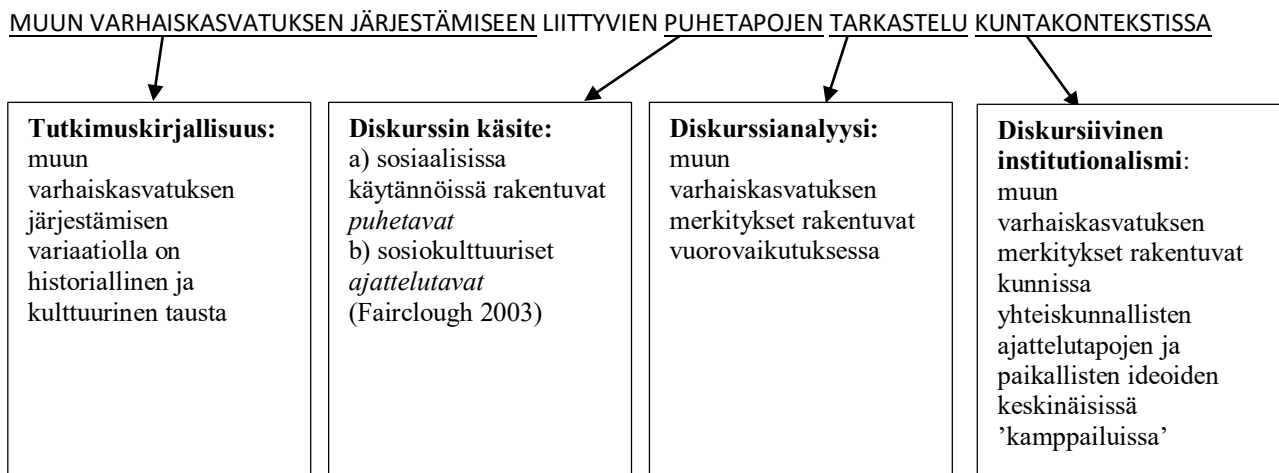 MUUN VARHAISKASVATUKSEN JÄRJESTÄMISEEN LIITTYVIEN PUHETAPOJEN TARKASTELU KUNTAKONTEKSTISSA
Tutkimuskirjallisuus:
muun
varhaiskasvatuksen
järjestämisen
variaatiolla on
historiallinen ja
kulttuurinen tausta
Diskurssin käsite:
a) sosiaalisissa
käytännöissä rakentuvat
puhetavat
b) sosiokulttuuriset
ajattelutavat
(Fairclough 2003)
Diskurssianalyysi:
muun
varhaiskasvatuksen
merkitykset rakentuvat
vuorovaikutuksessa
Diskursiivinen
institutionalismi:
muun
varhaiskasvatuksen
merkitykset rakentuvat
kunnissa
yhteiskunnallisten
ajattelutapojen ja
paikallisten ideoiden
keskinäisissä
’kamppailuissa’